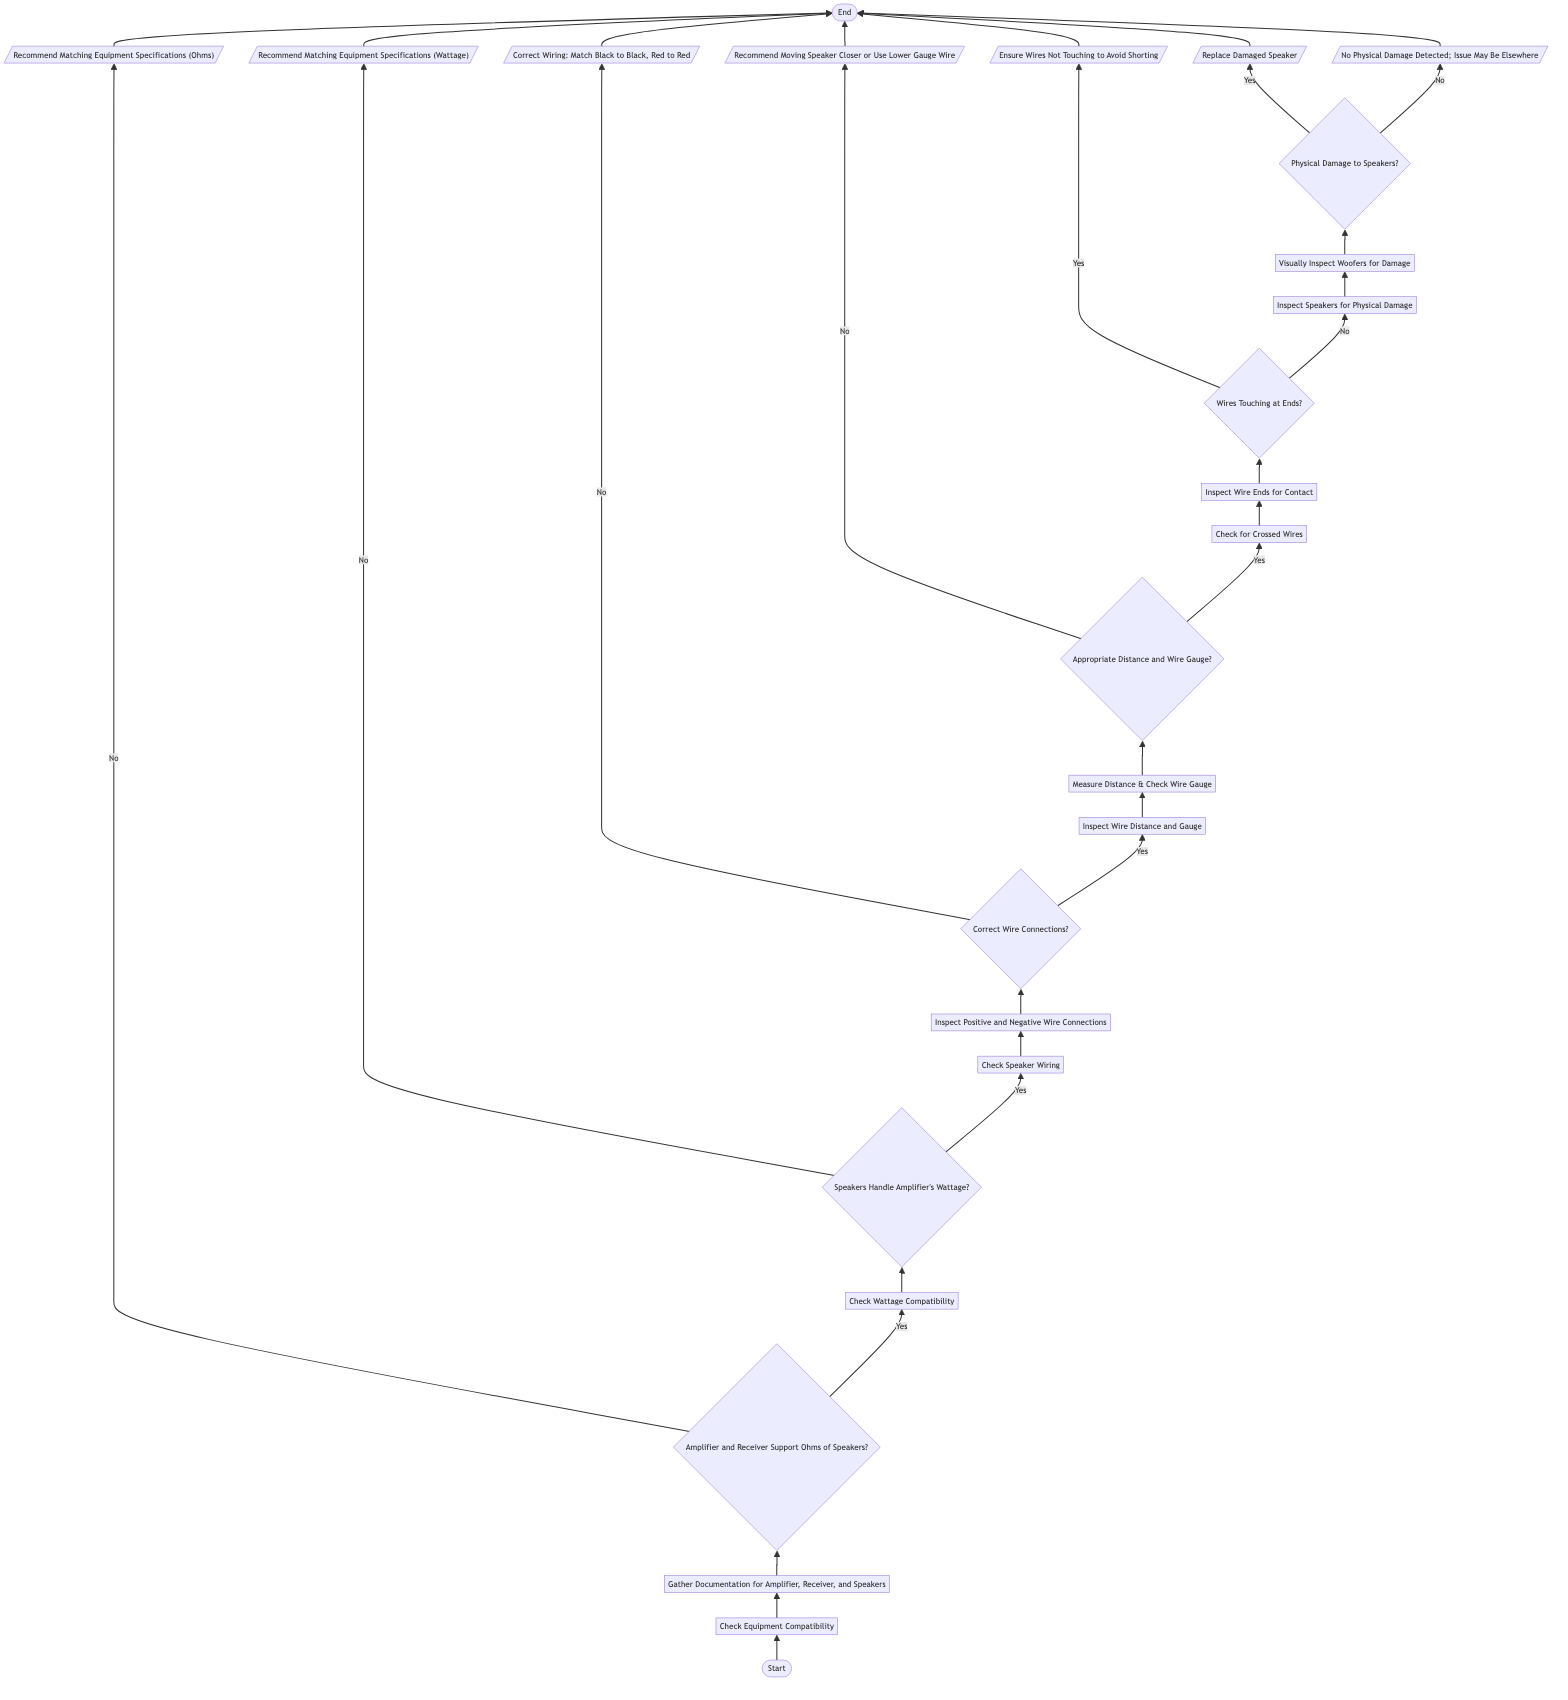 End
Recommend Matching Equipment Specifications (Ohms)
Recommend Matching Equipment Specifications (Wattage)
Correct Wiring: Match Black to Black, Red to Red
Recommend Moving Speaker Closer or Use Lower Gauge Wire
Ensure Wires Not Touching to Avoid Shorting
Replace Damaged Speaker
No Physical Damage Detected; Issue May Be Elsewhere
Yes
No
Physical Damage to Speakers?
Visually Inspect Woofers for Damage
Yes
Inspect Speakers for Physical Damage
No
No
Wires Touching at Ends?
Inspect Wire Ends for Contact
No
Check for Crossed Wires
No
Yes
Appropriate Distance and Wire Gauge?
No
Measure Distance & Check Wire Gauge
Inspect Wire Distance and Gauge
Yes
Correct Wire Connections?
Inspect Positive and Negative Wire Connections
Check Speaker Wiring
Yes
Speakers Handle Amplifier's Wattage?
Check Wattage Compatibility
Yes
Amplifier and Receiver Support Ohms of Speakers?
Gather Documentation for Amplifier, Receiver, and Speakers
Check Equipment Compatibility
Start